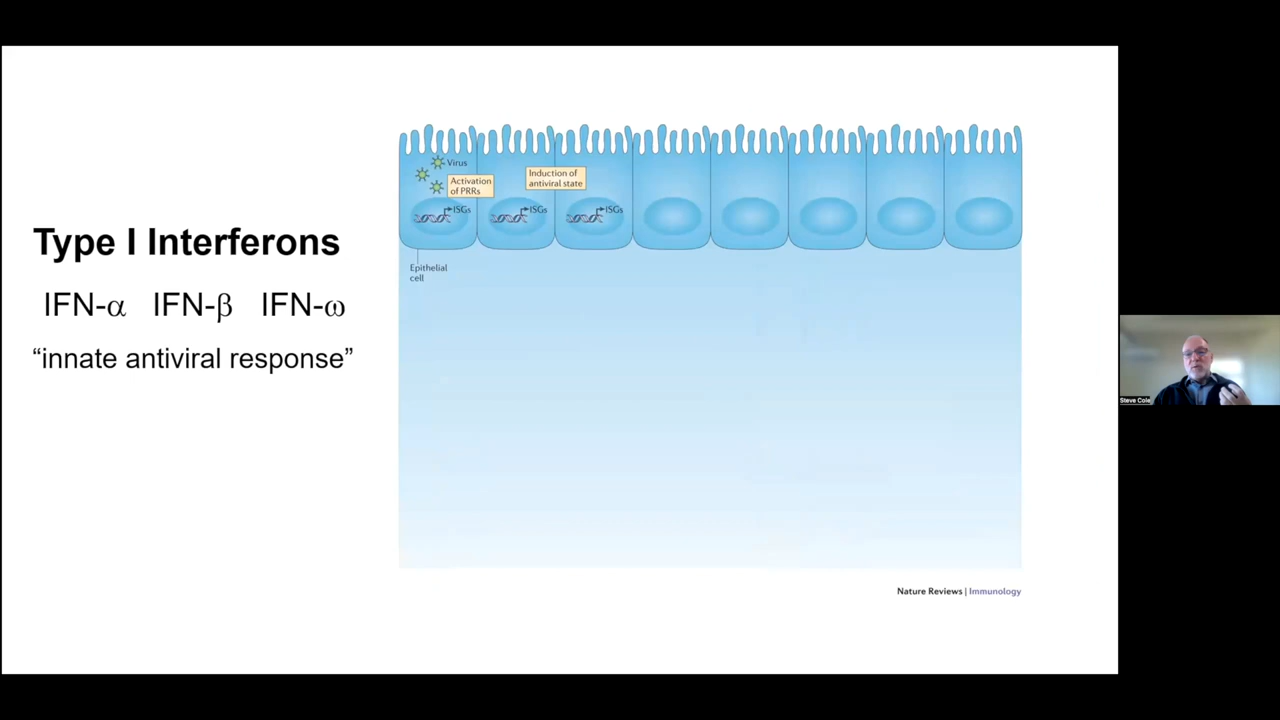 Type I Interferons
IFN-α IFN-β IFN-ω
“innate antiviral response”
Virus
Activation
of PRRs
Induction of
antiviral state
ISGs
ISGs
ISGs
Epithelial
cell
Nature Reviews | Immunology
Steve Cole